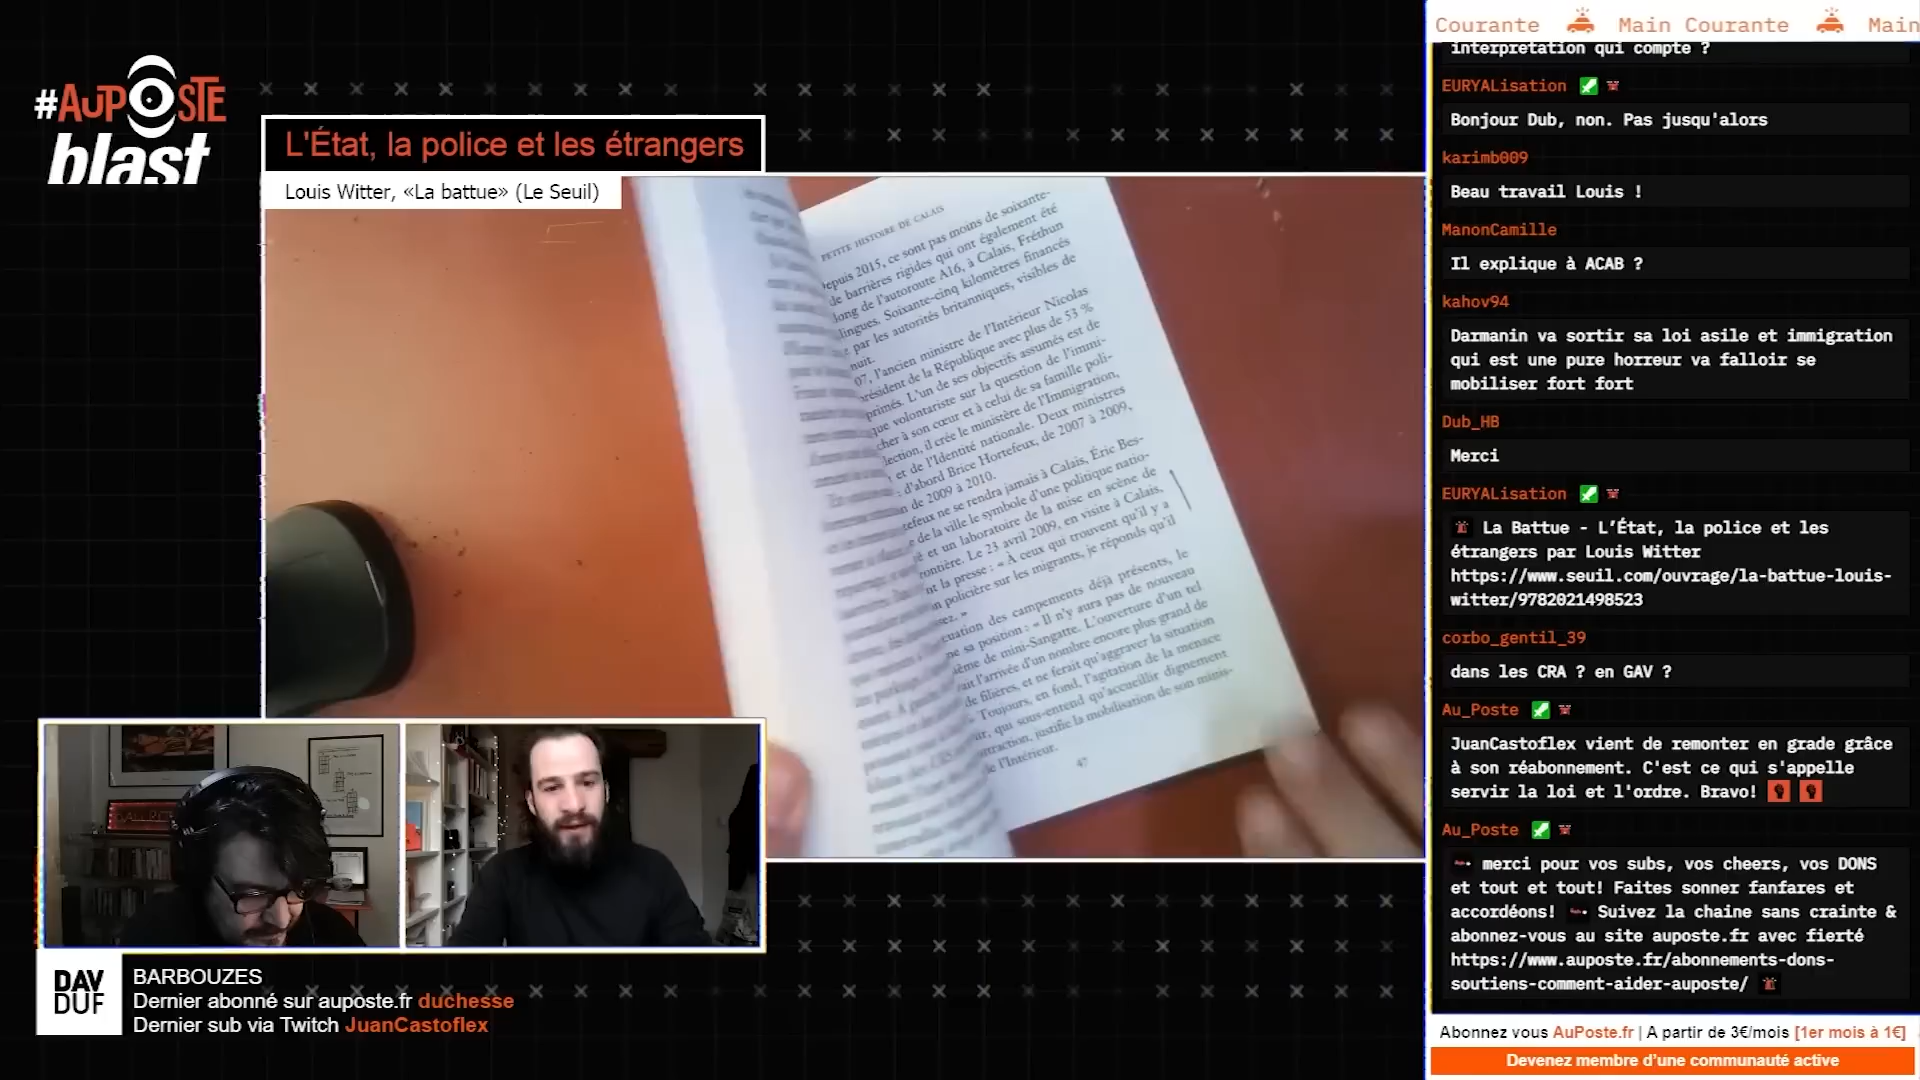 #AUPOSTE
blast
L'État, la police et les étrangers
Louis Witter, «La battue» (Le Seuil)
PETITE HISTOIRE DE CALAIS
epuis 2015, ce sont pas moins de soixante-
de barrières rigides qui ont également été
long de l'autoroute A16, à Calais, Fréthun
lingues. Soixante-cinq kilomètres financés
par les autorités britanniques, visibles de
nuit.
07, l'ancien ministre de l'Intérieur Nicolas
résident de la République avec plus de 53 %
primés. L'un de ses objectifs assumés est de
que volontariste sur la question de l'immi-
cher à son cœur et à celui de sa famille poli-
lection, il crée le ministère de l'Immigration,
et de l'Identité nationale. Deux ministres
: d'abord Brice Hortefeux, de 2007 à 2009,
n de 2009 à 2010.
tefeux ne se rendra jamais à Calais, Éric Bes-
e de la ville le symbole d'une politique natio-
é et un laboratoire de la mise en scène de
rontière. Le 23 avril 2009, en visite à Calais,
nt la presse : « À ceux qui trouvent qu'il y a
n policière sur les migrants, je réponds qu'il
sez. »
cuation des campements déjà présents, le
me sa position : « Il n'y aura pas de nouveau
ième de mini-Sangatte. L'ouverture d'un tel
rait l'arrivée d'un nombre encore plus grand de
de filières, et ne ferait qu'aggraver la situation
Toujours, en fond, l'agitation de la menace
ur, qui sous-entend qu'accueillir dignement
ttraction, justifie la mobilisation de son minis-
de l'Intérieur.
47
DAV
DUF
BARBOUZES
Dernier abonné sur auposte.fr duchesse
Dernier sub via Twitch JuanCastoflex
Courante Main Courante Main
interpretation qui compte ?
EURYALisation
Bonjour Dub, non. Pas jusqu'alors
karimb009
Beau travail Louis !
ManonCamille
Il explique à ACAB ?
kahov94
Darmanin va sortir sa loi asile et immigration
qui est une pure horreur va falloir se
mobiliser fort fort
Dub_HB
Merci
EURYALisation
La Battue - L’État, la police et les
étrangers par Louis Witter
https://www.seuil.com/ouvrage/la-battue-louis-
witter/9782021498523
corbo_gentil_39
dans les CRA ? en GAV ?
Au_Poste
JuanCastoflex vient de remonter en grade grâce
à son réabonnement. C'est ce qui s'appelle
servir la loi et l'ordre. Bravo!
Au_Poste
merci pour vos subs, vos cheers, vos DONS
et tout et tout! Faites sonner fanfares et
accordéons! Suivez la chaine sans crainte &
abonnez-vous au site auposte.fr avec fierté
https://www.auposte.fr/abonnements-dons-
soutiens-comment-aider-auposte/
Abonnez vous AuPoste.fr | A partir de 3€/mois [1er mois à 1€]
Devenez membre d'une communauté active